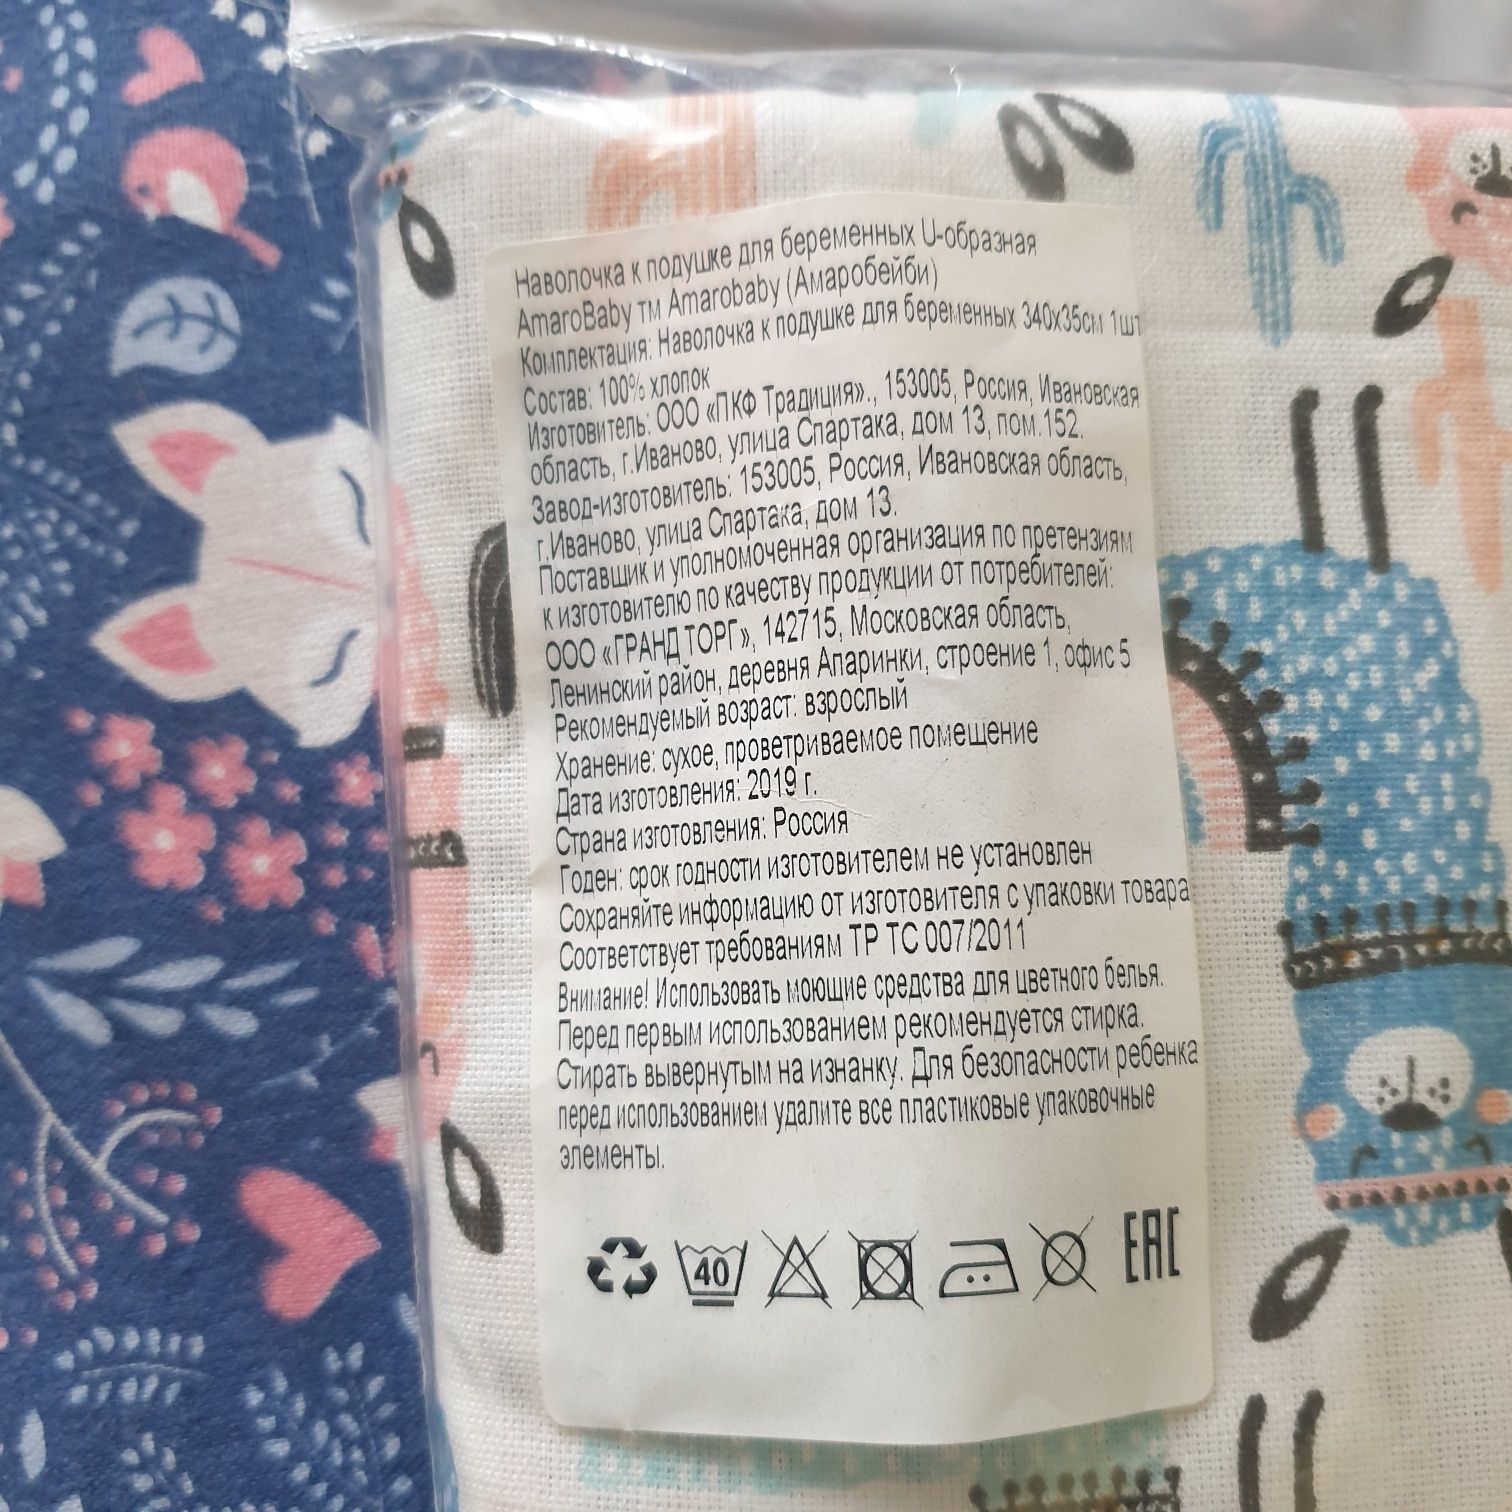 Наволочка к подушке для беременных U-образная
AmaroBaby тм Amarobaby (Амаробейби)
Комплектация: Наволочка к подушке для беременных 340х35см 1шт
Состав: 100% хлопок
Изготовитель: ООО «ПКФ Традиция»., 153005, Россия, Ивановская
область, г.Иваново, улица Спартака, дом 13, пом.152.
Завод-изготовитель: 153005, Россия, Ивановская область,
г.Иваново, улица Спартака, дом 13.
Поставщик и уполномоченная организация по претензиям
к изготовителю по качеству продукции от потребителей:
ООО «ГРАНД ТОРГ», 142715, Московская область,
Ленинский район, деревня Апаринки, строение 1, офис 5
Рекомендуемый возраст: взрослый
Хранение: сухое, проветриваемое помещение
Дата изготовления: 2019 г.
Страна изготовления: Россия
Годен: срок годности изготовителем не установлен
Сохраняйте информацию от изготовителя с упаковки товара
Соответствует требованиям ТР ТС 007/2011
Внимание! Использовать моющие средства для цветного белья.
Перед первым использованием рекомендуется стирка.
Стирать вывернутым на изнанку. Для безопасности ребенка
перед использованием удалите все пластиковые упаковочные
элементы.
40 EAC